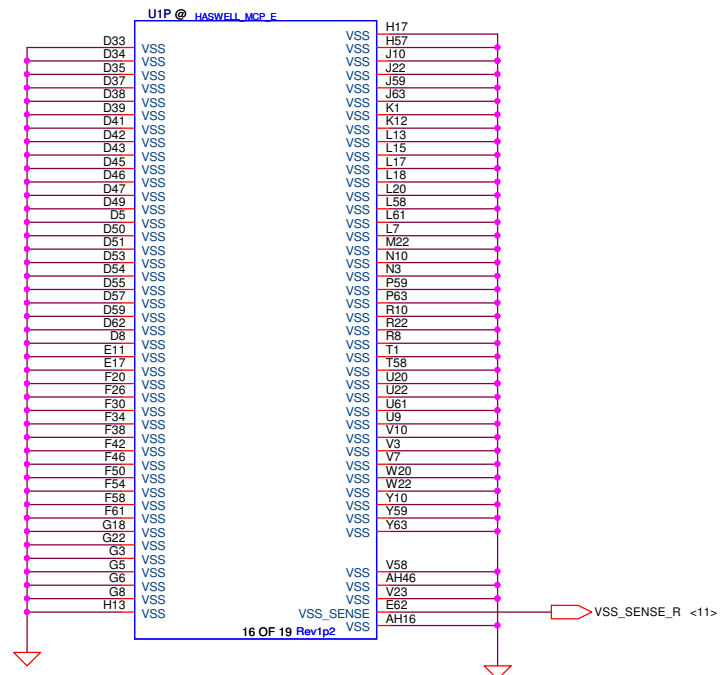 U1P @ HASWELL_MCP_E
D33 VSS
D34 VSS
D35 VSS
D37 VSS
D38 VSS
D39 VSS
D41 VSS
D42 VSS
D43 VSS
D45 VSS
D46 VSS
D47 VSS
D49 VSS
D5 VSS
D50 VSS
D51 VSS
D53 VSS
D54 VSS
D55 VSS
D57 VSS
D59 VSS
D62 VSS
D8 VSS
E11 VSS
E17 VSS
F20 VSS
F26 VSS
F30 VSS
F34 VSS
F38 VSS
F42 VSS
F46 VSS
F50 VSS
F54 VSS
F58 VSS
F61 VSS
G18 VSS
G22 VSS
G3 VSS
G5 VSS
G6 VSS
G8 VSS
H13 VSS
VSS H17
VSS H57
VSS J10
VSS J22
VSS J59
VSS J63
VSS K1
VSS K12
VSS L13
VSS L15
VSS L17
VSS L18
VSS L20
VSS L58
VSS L61
VSS L7
VSS M22
VSS N10
VSS N3
VSS P59
VSS P63
VSS R10
VSS R22
VSS R8
VSS T1
VSS T58
VSS U20
VSS U22
VSS U61
VSS U9
VSS V10
VSS V3
VSS V7
VSS W20
VSS W22
VSS Y10
VSS Y59
VSS Y63
VSS V58
VSS AH46
VSS V23
VSS_SENSE E62 VSS_SENSE_R <11>
VSS AH16
16 OF 19 Rev1p2